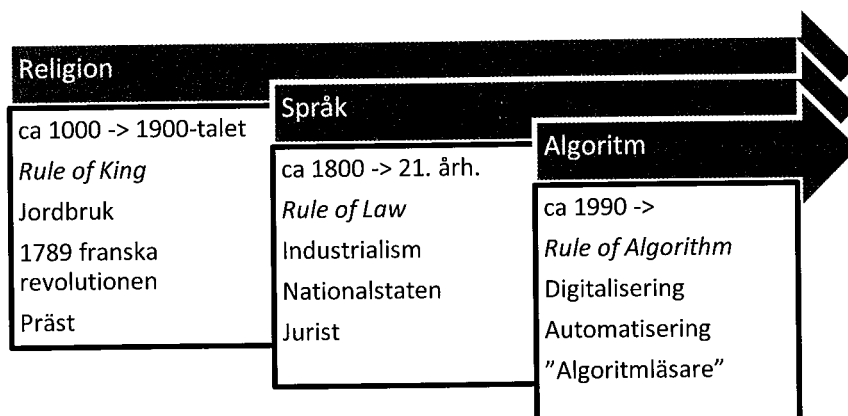 Religion
ca 1000 -> 1900-talet
Rule of King
Jordbruk
1789 franska
revolutionen
Präst
Språk
ca 1800 -> 21. årh.
Rule of Law
Industrialism
Nationalstaten
Jurist
Algoritm
ca 1990 ->
Rule of Algorithm
Digitalisering
Automatisering
”Algoritmläsare”